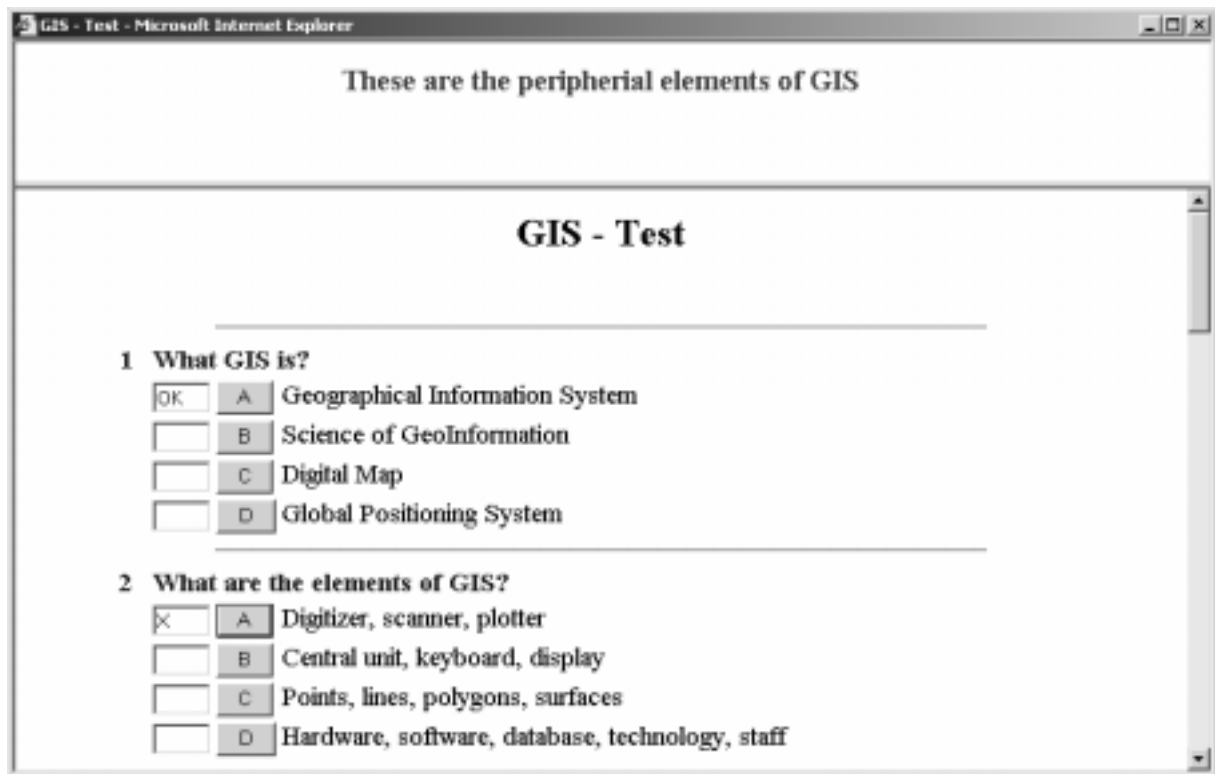 GIS - Test - Microsoft Internet Explorer
These are the peripherial elements of GIS
GIS - Test
1 What GIS is?
OK A Geographical Information System
B Science of GeoInformation
C Digital Map
D Global Positioning System
2 What are the elements of GIS?
X A Digitizer, scanner, plotter
B Central unit, keyboard, display
C Points, lines, polygons, surfaces
D Hardware, software, database, technology, staff